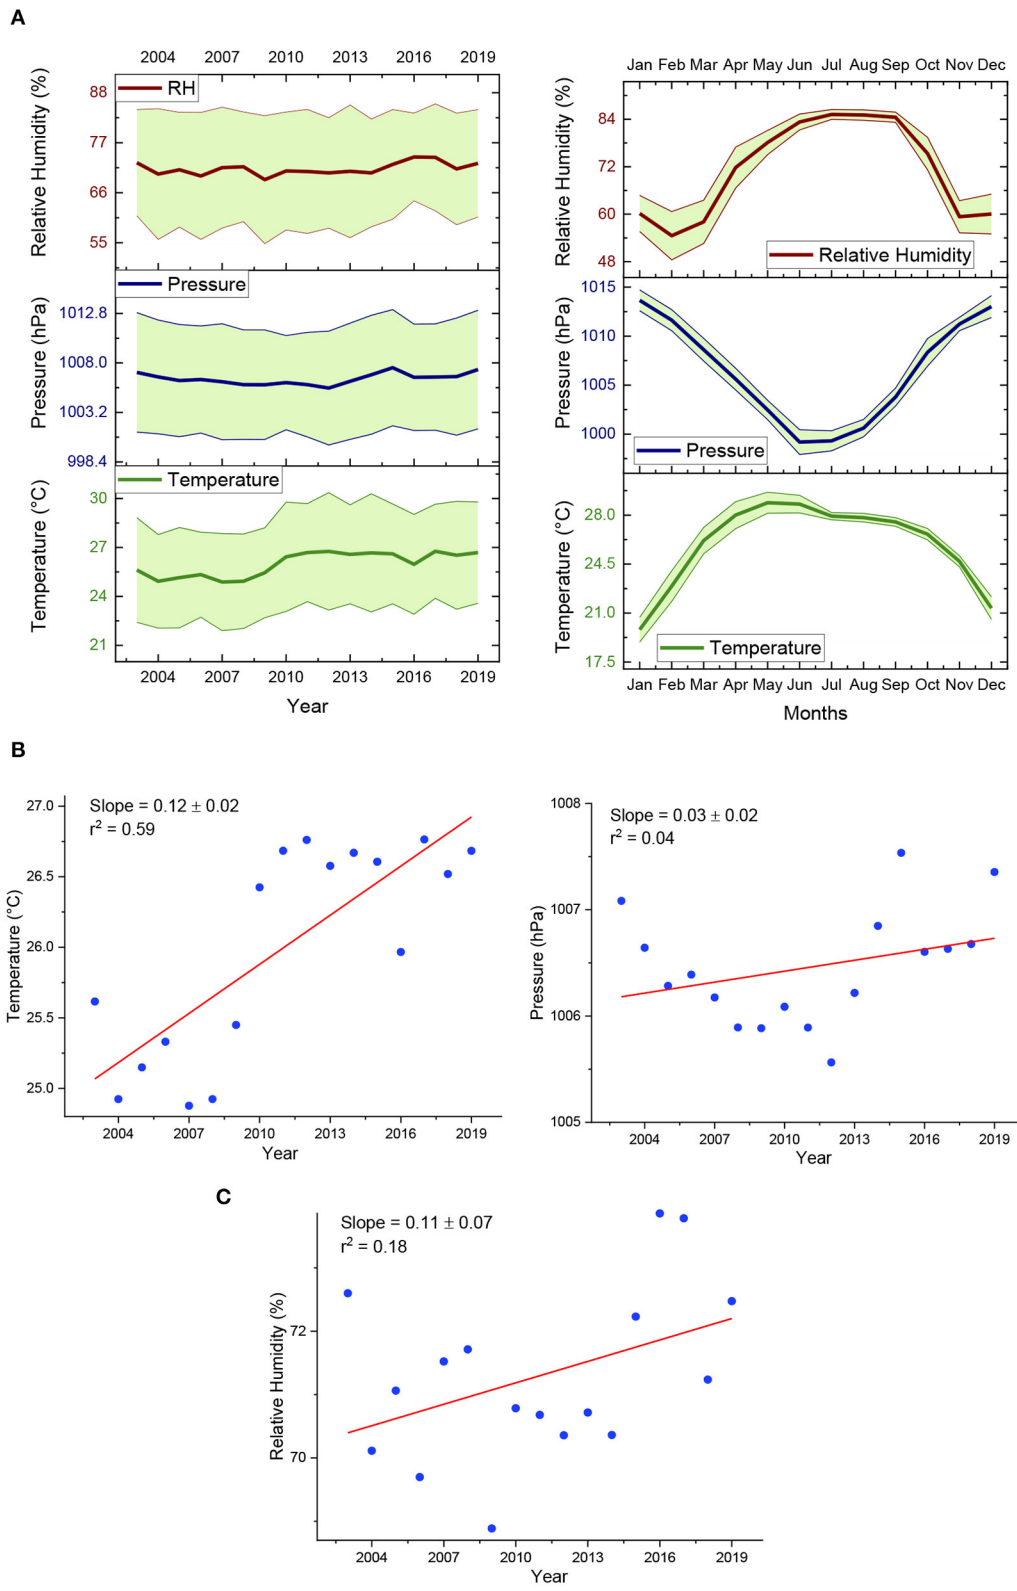 A
2004 2007 2010 2013 2016 2019
RH
Relative Humidity (%)
88
77
66
55
Pressure
Pressure (hPa)
1012.8
1008.0
1003.2
998.4
Temperature
Temperature (°C)
30
27
24
21
2004 2007 2010 2013 2016 2019
Year
Jan Feb Mar Apr May Jun Jul Aug Sep Oct Nov Dec
Relative Humidity (%)
84
72
60
48
Relative Humidity
Pressure (hPa)
1015
1010
1005
1000
Pressure
Temperature (°C)
28.0
24.5
21.0
17.5
Temperature
Jan Feb Mar Apr May Jun Jul Aug Sep Oct Nov Dec
Months
B
Slope = 0.12 ± 0.02
r² = 0.59
Temperature (°C)
27.0
26.5
26.0
25.5
25.0
2004 2007 2010 2013 2016 2019
Year
Slope = 0.03 ± 0.02
r² = 0.04
Pressure (hPa)
1008
1007
1006
1005
2004 2007 2010 2013 2016 2019
Year
C
Slope = 0.11 ± 0.07
r² = 0.18
Relative Humidity (%)
72
70
2004 2007 2010 2013 2016 2019
Year